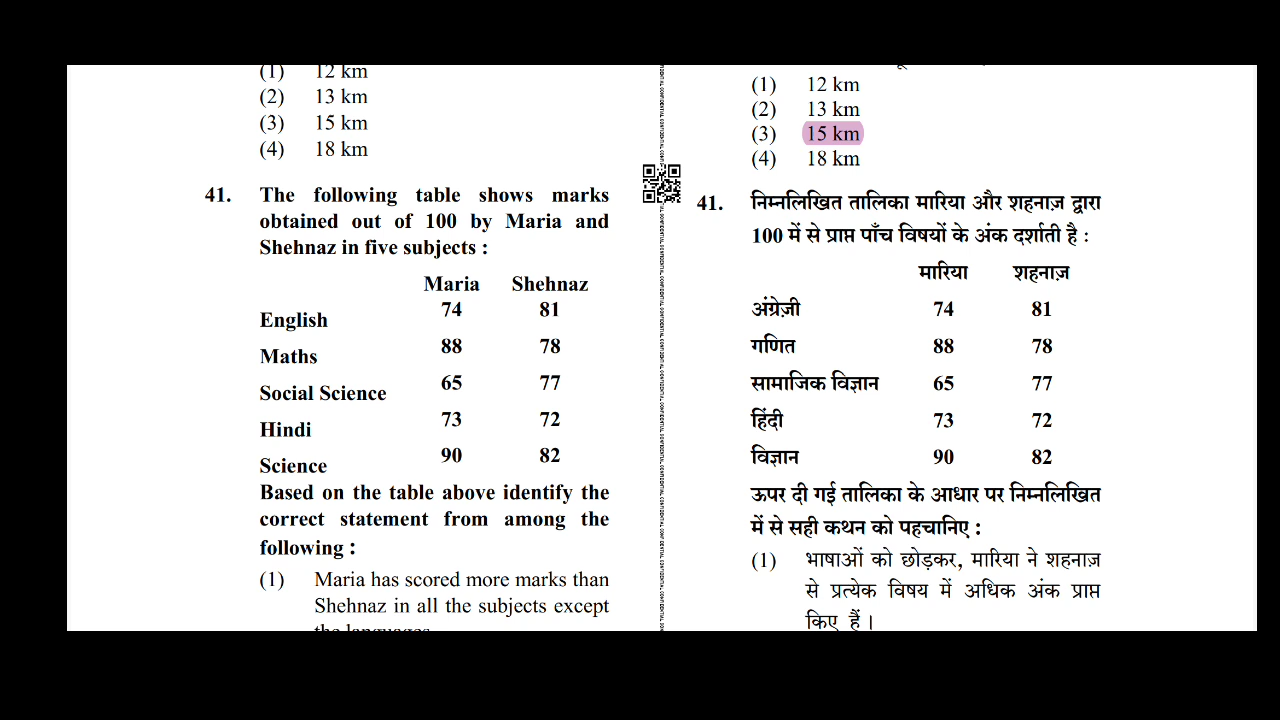 (1) 12 km
(2) 13 km
(3) 15 km
(4) 18 km
41. The following table shows marks
obtained out of 100 by Maria and
Shehnaz in five subjects :
Maria Shehnaz
English 74 81
Maths 88 78
Social Science 65 77
Hindi 73 72
Science 90 82
Based on the table above identify the
correct statement from among the
following :
(1) Maria has scored more marks than
Shehnaz in all the subjects except
the languages
(1) 12 km
(2) 13 km
(3) 15 km
(4) 18 km
41. निम्नलिखित तालिका मारिया और शहनाज़ द्वारा
100 में से प्राप्त पाँच विषयों के अंक दर्शाती है :
मारिया शहनाज़
अंग्रेज़ी 74 81
गणित 88 78
सामाजिक विज्ञान 65 77
हिंदी 73 72
विज्ञान 90 82
ऊपर दी गई तालिका के आधार पर निम्नलिखित
में से सही कथन को पहचानिए :
(1) भाषाओं को छोड़कर, मारिया ने शहनाज़
से प्रत्येक विषय में अधिक अंक प्राप्त
किए हैं ।